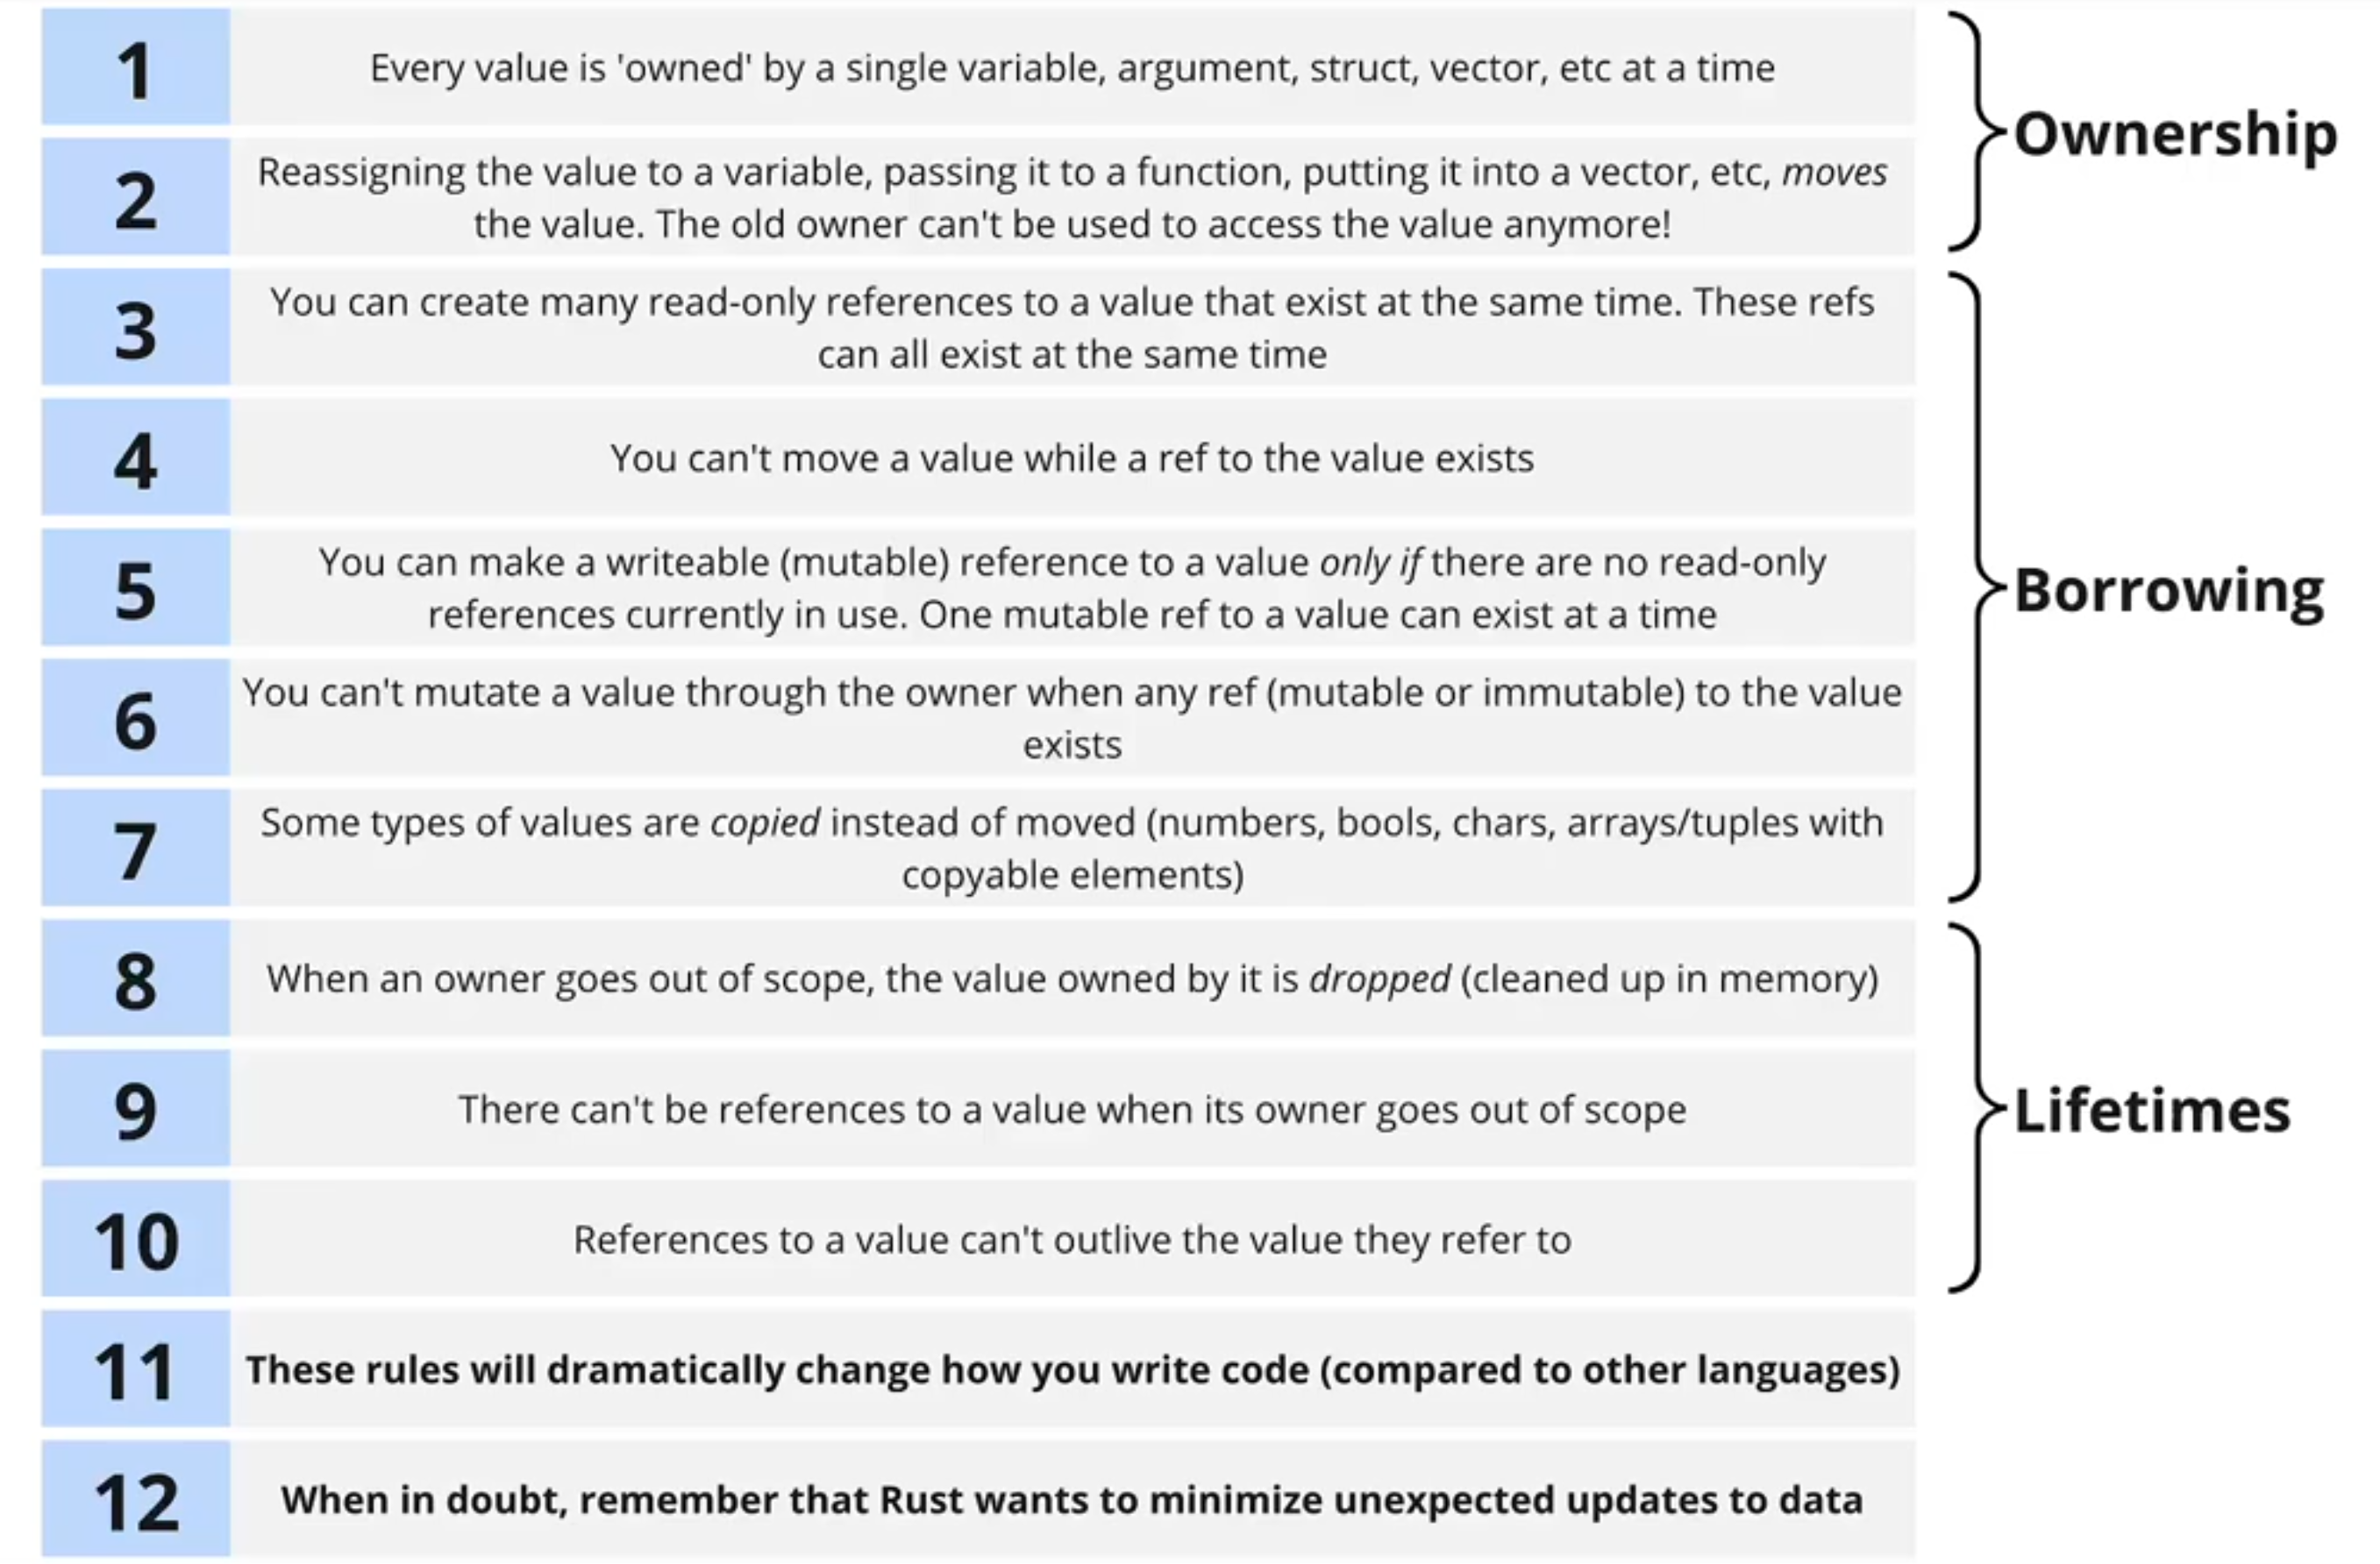 1
Every value is 'owned' by a single variable, argument, struct, vector, etc at a time
2
Reassigning the value to a variable, passing it to a function, putting it into a vector, etc, moves
the value. The old owner can't be used to access the value anymore!
Ownership
3
You can create many read-only references to a value that exist at the same time. These refs
can all exist at the same time
4
You can't move a value while a ref to the value exists
5
You can make a writeable (mutable) reference to a value only if there are no read-only
references currently in use. One mutable ref to a value can exist at a time
6
You can't mutate a value through the owner when any ref (mutable or immutable) to the value
exists
7
Some types of values are copied instead of moved (numbers, bools, chars, arrays/tuples with
copyable elements)
Borrowing
8
When an owner goes out of scope, the value owned by it is dropped (cleaned up in memory)
9
There can't be references to a value when its owner goes out of scope
10
References to a value can't outlive the value they refer to
Lifetimes
11
These rules will dramatically change how you write code (compared to other languages)
12
When in doubt, remember that Rust wants to minimize unexpected updates to data